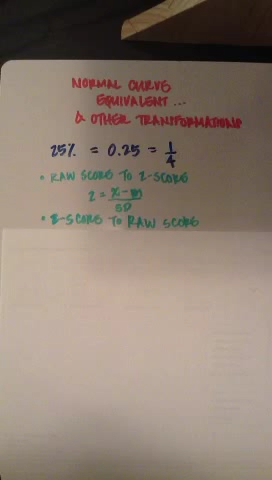 NORMAL CURVE
EQUIVALENT...
& OTHER TRANSFORMATIONS
25% = 0.25 = 1/4
• RAW SCORE TO Z-SCORE
Z = X - M / SD
• Z-SCORE TO RAW SCORE